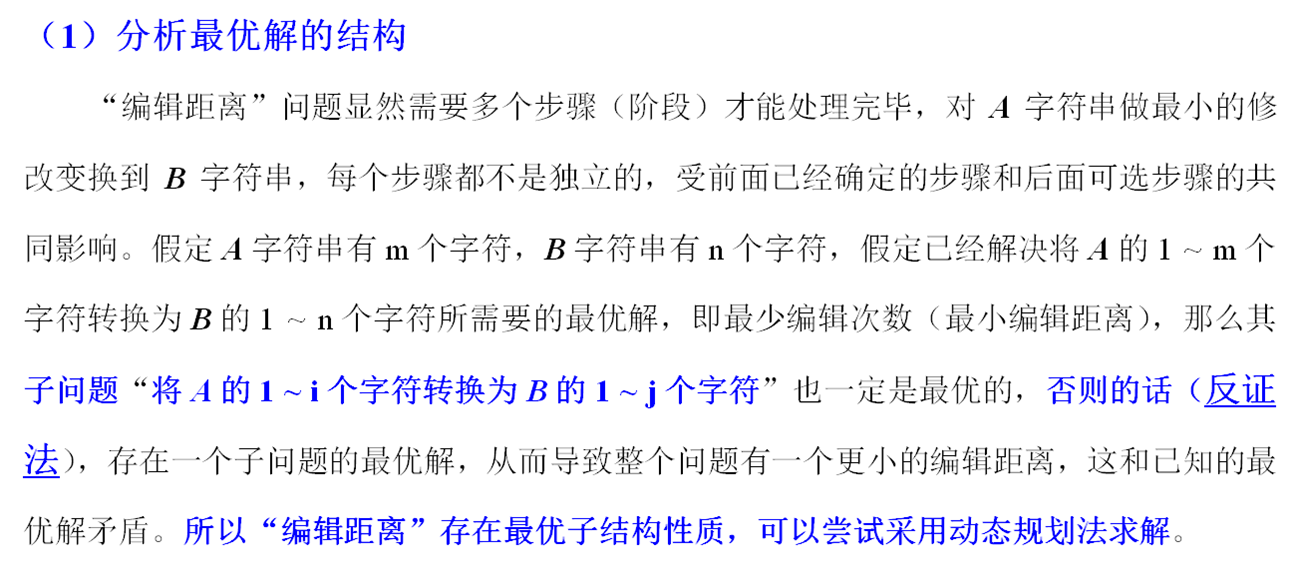 （1）分析最优解的结构
“编辑距离”问题显然需要多个步骤（阶段）才能处理完毕，对 A 字符串做最小的修
改变换到 B 字符串，每个步骤都不是独立的，受前面已经确定的步骤和后面可选步骤的共
同影响。假定 A 字符串有 m 个字符，B 字符串有 n 个字符，假定已经解决将 A 的 1 ~ m 个
字符转换为 B 的 1 ~ n 个字符所需要的最优解，即最少编辑次数（最小编辑距离），那么其
子问题“将 A 的 1 ~ i 个字符转换为 B 的 1 ~ j 个字符”也一定是最优的，否则的话（反证
法），存在一个子问题的最优解，从而导致整个问题有一个更小的编辑距离，这和已知的最
优解矛盾。所以“编辑距离”存在最优子结构性质，可以尝试采用动态规划法求解。